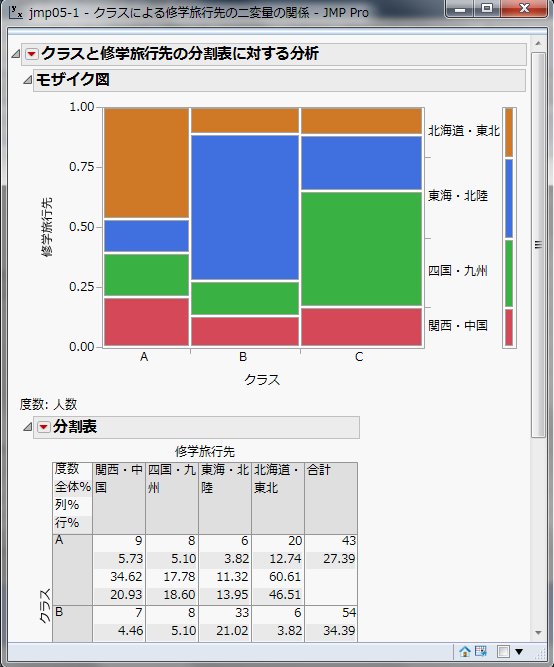 jmp05-1 - クラスによる修学旅行先の二変量の関係 - JMP Pro
クラスと修学旅行先の分割表に対する分析
モザイク図
1.00
0.75
0.50
0.25
0.00
修学旅行先
北海道・東北
東海・北陸
四国・九州
関西・中国
A B C
クラス
度数: 人数
分割表
修学旅行先
度数 関西・中 四国・九 東海・北 北海道・ 合計
全体% 国 州 陸 東北
列%
行%
クラス
A 9 8 6 20 43
5.73 5.10 3.82 12.74 27.39
34.62 17.78 11.32 60.61
20.93 18.60 13.95 46.51
B 7 8 33 6 54
4.46 5.10 21.02 3.82 34.39